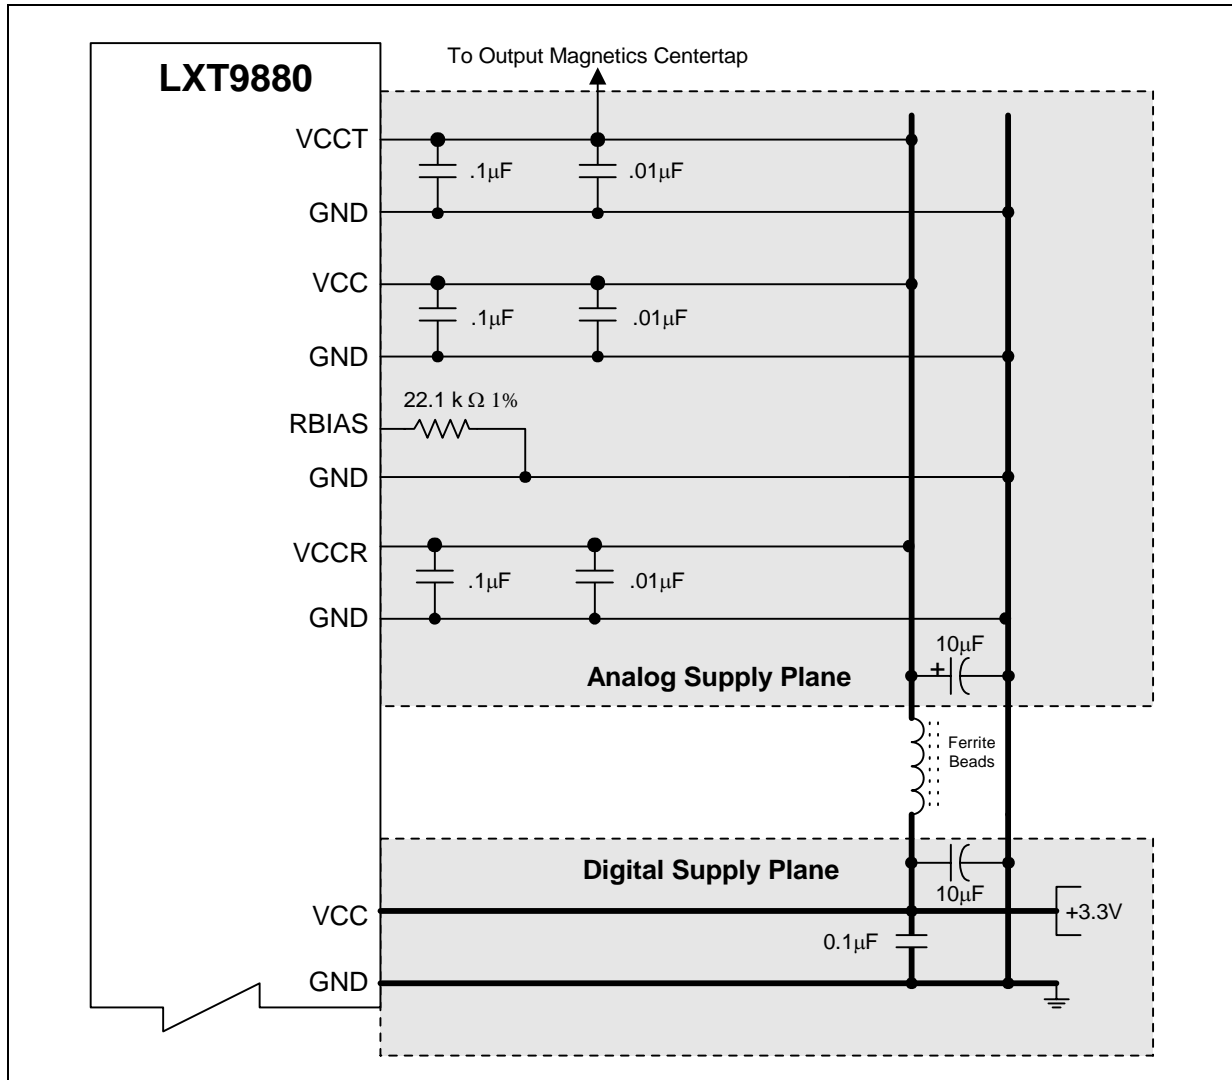 To Output Magnetics Centertap
LXT9880
VCCT
.1μF
.01μF
GND
VCC
.1μF
.01μF
GND
22.1 k Ω 1%
RBIAS
GND
VCCR
.1μF
.01μF
GND
10μF
+
Analog Supply Plane
Ferrite
Beads
Digital Supply Plane
10μF
VCC
+3.3V
0.1μF
GND